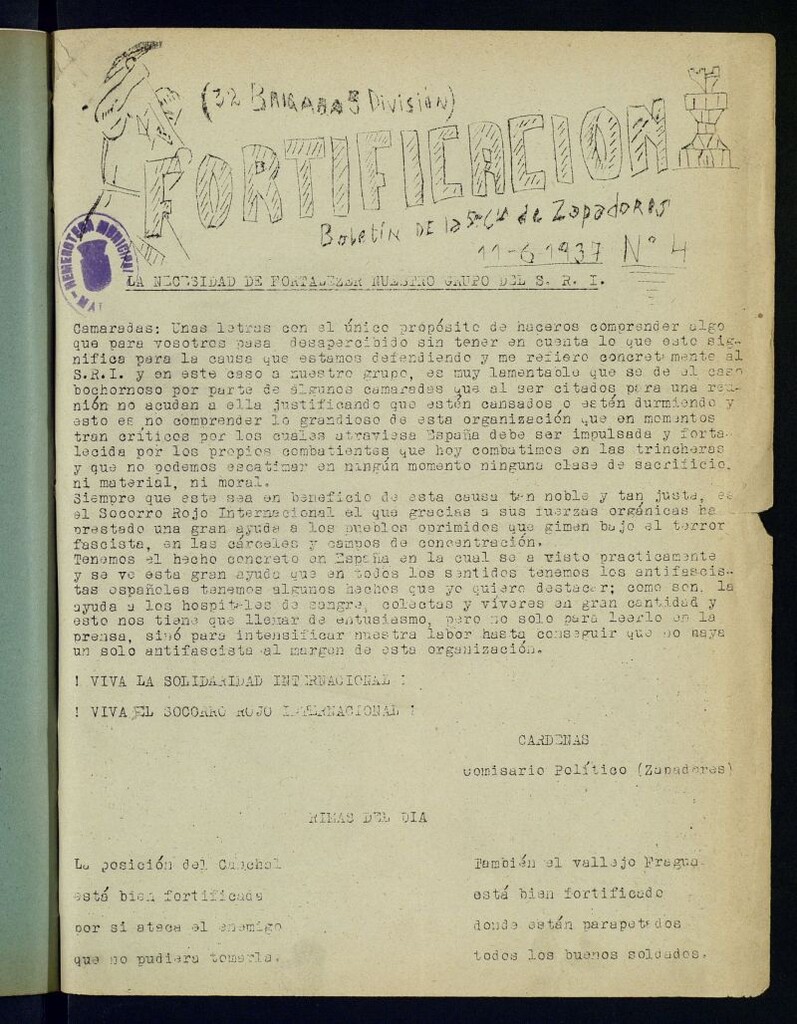 (32 BRIGADA 3 División)
FORTIFICACION
Boletín DE la 5ª Cª de Zapadores
11-6-1937 Nº 4
HEMEROTECA MUNICIPAL
LA NECESIDAD DE FORTALEZER NUESTRO GRUPO DEL S. R. I.
Camaradas: Unas letras con el único propósito de haceros comprender algo
que para vosotros pasa desapercibido sin tener en cuenta lo que esto sig-
nifica para la causa que estamos defendiendo y me refiero concretamente al
S.R.I. y en este caso a nuestro grupo, es muy lamentable que se de el caso
bochornoso por parte de algunos camaradas que al ser citados para una reu-
nión no acudan a ella justificando que están cansados o están durmiendo y
esto es no comprender lo grandioso de esta organización que en momentos
tran críticos por los cuales atraviesa España debe ser impulsada y forta-
lecida por los propios combatientes que hoy combatimos en las trincheras
y que no podemos escatimar en ningún momento ninguna clase de sacrificio,
ni material, ni moral.
Siempre que este sea en beneficio de esta causa tan noble y tan justa, es
el Socorro Rojo Internacional el que gracias a sus fuerzas orgánicas ha
prestado una gran ayuda a los pueblos oprimidos que gimen bajo el terror
fascista, en las cárceles y campos de concentración.
Tenemos el hecho concreto en España en la cual se a visto practicamente
y se ve esta gran ayuda que en todos los sentidos tenemos los antifascis-
tas españoles tenemos algunos hechos que yo quiero destacar; como son, la
ayuda a los hospitales de sangre, colectas y víveres en gran cantidad y
esto nos tiene que llenar de entusiasmo, pero no solo para leerlo en la
prensa, sinó para intensificar nuestra labor hasta conseguir que no haya
un solo antifascista al margen de esta organización.
! VIVA LA SOLIDARIDAD INTERNACIONAL !
! VIVA EL SOCORRO ROJO INTERNACIONAL !
CARDENAS
Comisario Político (Zapadores)
RIMAS DEL DIA
La posición del Canchal
está bien fortificada
por si ataca el enemigo
que no pudiera tomarla.
También el vallejo Fragua
está bien fortificado
donde están parapetados
todos los buenos soldados.